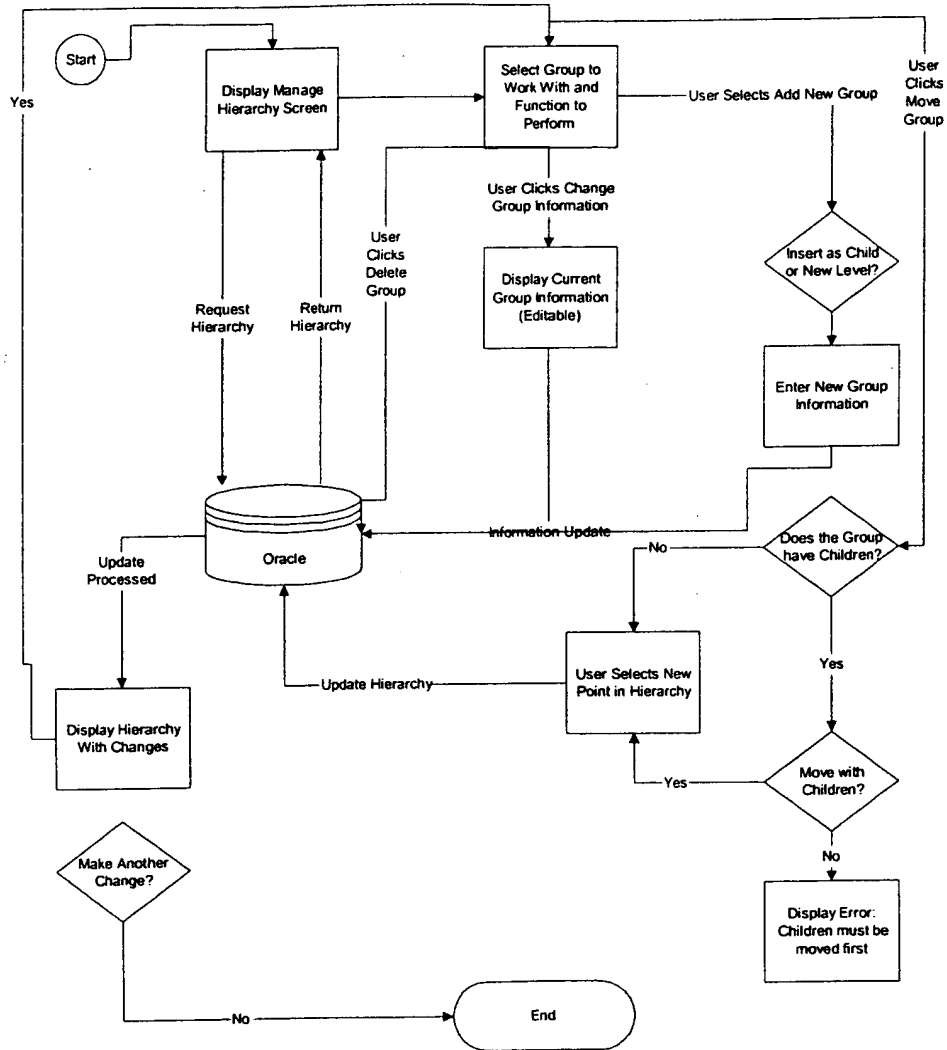 Start
Yes
Display Manage
Hierarchy Screen
Select Group to
Work With and
Function to
Perform
User Selects Add New Group
User
Clicks
Move
Group
User Clicks Change
Group Information
User
Clicks
Delete
Group
Insert as Child
or New Level?
Display Current
Group Information
(Editable)
Request
Hierarchy
Return
Hierarchy
Enter New Group
Information
Information Update
Oracle
Does the Group
have Children?
No
Update
Processed
Yes
User Selects New
Point in Hierarchy
Update Hierarchy
Display Hierarchy
With Changes
Move with
Children?
Yes
No
Make Another
Change?
Display Error:
Children must be
moved first
No
End